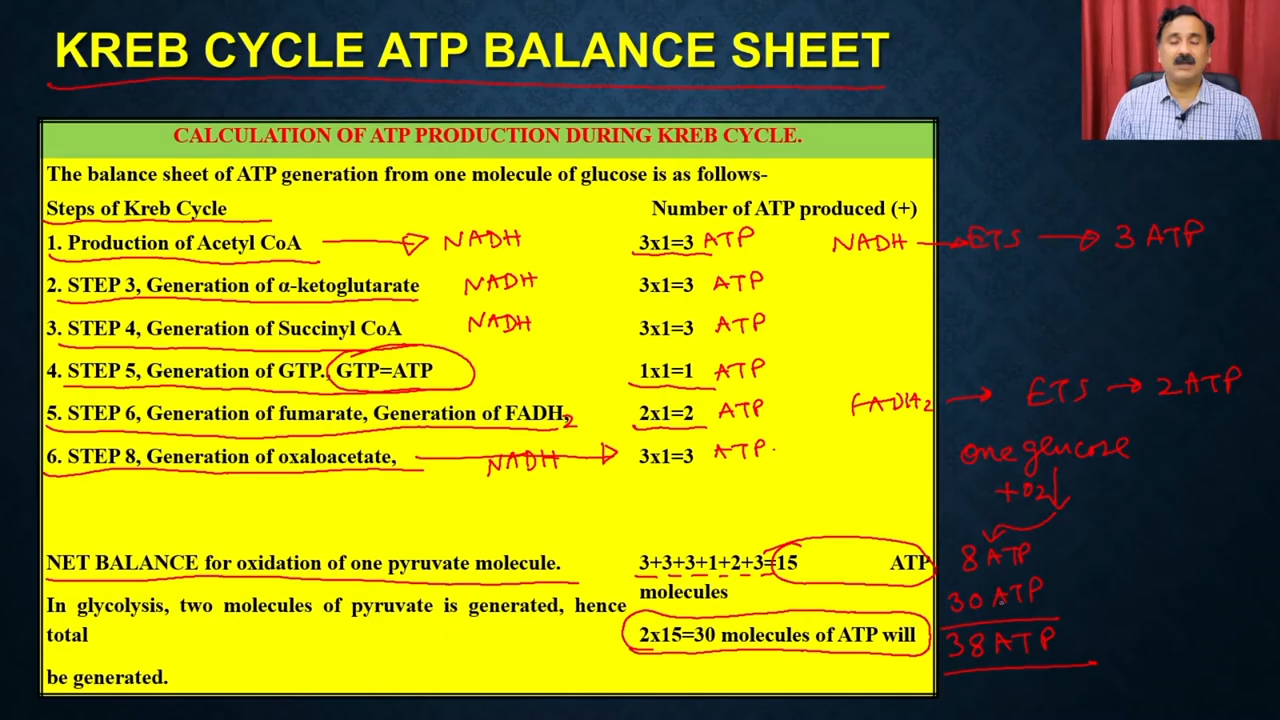 KREB CYCLE ATP BALANCE SHEET
CALCULATION OF ATP PRODUCTION DURING KREB CYCLE.
The balance sheet of ATP generation from one molecule of glucose is as follows-
Steps of Kreb Cycle Number of ATP produced (+)
1. Production of Acetyl CoA NADH 3x1=3 ATP NADH ETS 3 ATP
2. STEP 3, Generation of α-ketoglutarate NADH 3x1=3 ATP
3. STEP 4, Generation of Succinyl CoA NADH 3x1=3 ATP
4. STEP 5, Generation of GTP., GTP=ATP 1x1=1 ATP
5. STEP 6, Generation of fumarate, Generation of FADH2 2x1=2 ATP FADH2 ETS 2 ATP
6. STEP 8, Generation of oxaloacetate, NADH 3x1=3 ATP.
one glucose
+O2
8 ATP
30 ATP
38 ATP
NET BALANCE for oxidation of one pyruvate molecule. 3+3+3+1+2+3=15 ATP
molecules
In glycolysis, two molecules of pyruvate is generated, hence
total 2x15=30 molecules of ATP will
be generated.